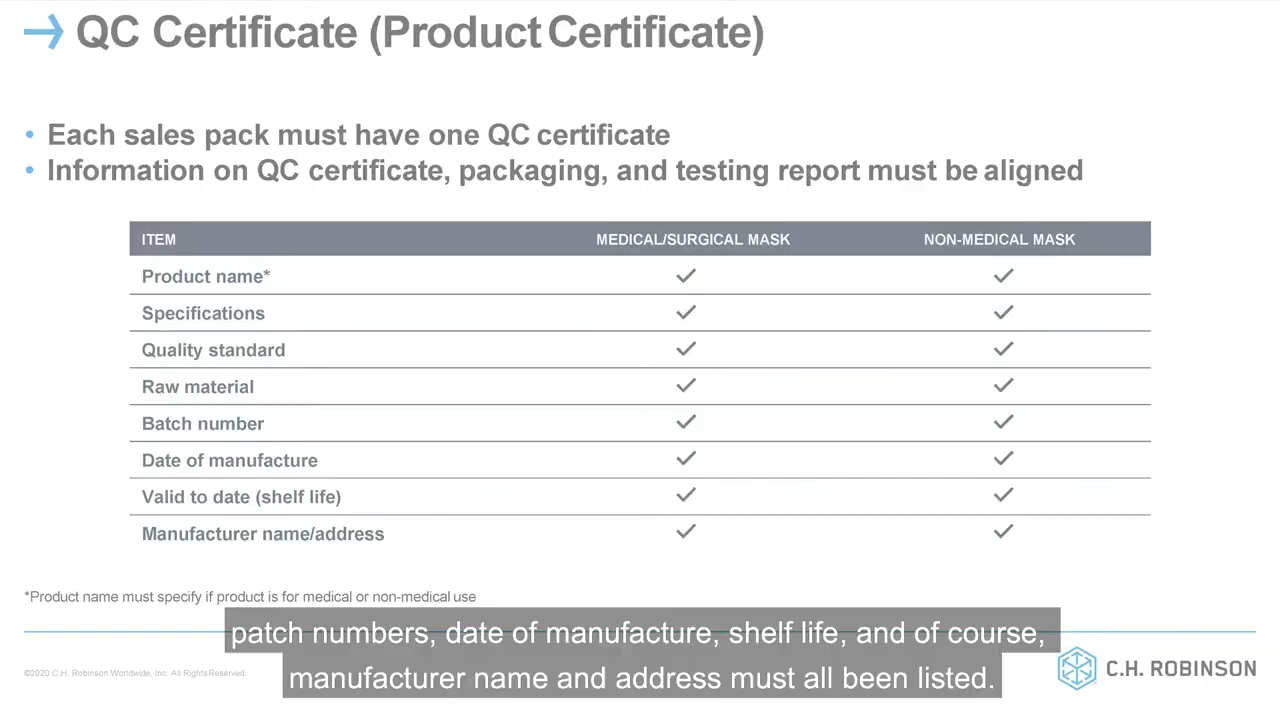 QC Certificate (Product Certificate)
• Each sales pack must have one QC certificate
• Information on QC certificate, packaging, and testing report must be aligned
ITEM MEDICAL/SURGICAL MASK NON-MEDICAL MASK
Product name* ✓ ✓
Specifications ✓ ✓
Quality standard ✓ ✓
Raw material ✓ ✓
Batch number ✓ ✓
Date of manufacture ✓ ✓
Valid to date (shelf life) ✓ ✓
Manufacturer name/address ✓ ✓
*Product name must specify if product is for medical or non-medical use
patch numbers, date of manufacture, shelf life, and of course,
manufacturer name and address must all been listed.
©2020 C.H. Robinson Worldwide, Inc. All Rights Reserved
C.H. ROBINSON